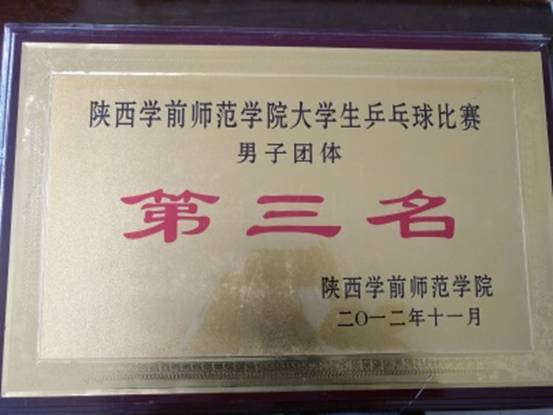 陕西学前师范学院大学生乒乓球比赛
男子团体
第三名
陕西学前师范学院
二〇一二年十一月